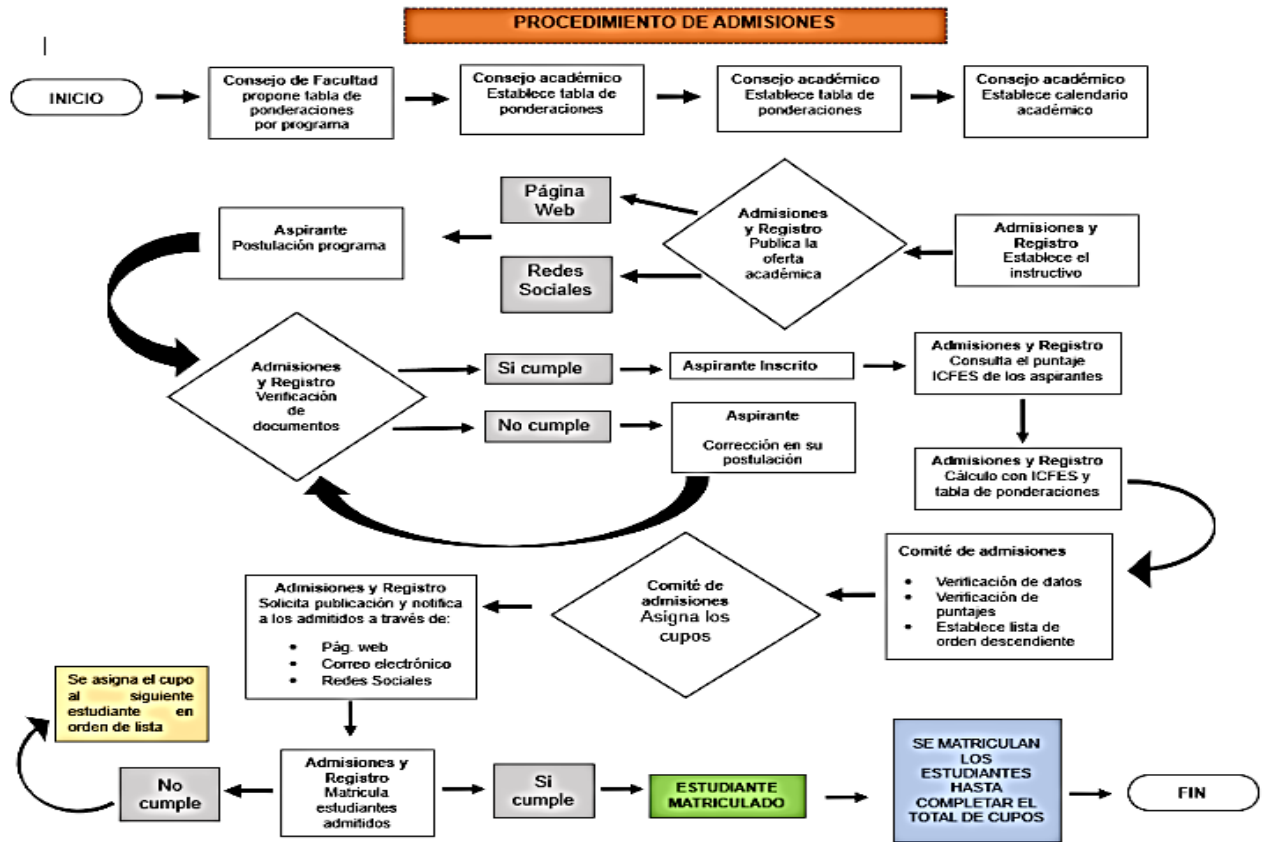 PROCEDIMIENTO DE ADMISIONES
INICIO
Consejo de Facultad
propone tabla de
ponderaciones
por programa
Consejo académico
Establece tabla de
ponderaciones
Consejo académico
Establece tabla de
ponderaciones
Consejo académico
Establece calendario
académico
Admisiones y
Registro
Establece el
instructivo
Admisiones
y Registro
Publica la
oferta
académica
Página
Web
Redes
Sociales
Aspirante
Postulación programa
Admisiones
y Registro
Verificación
de
documentos
Si cumple
Aspirante Inscrito
Admisiones y Registro
Consulta el puntaje
ICFES de los aspirantes
No cumple
Aspirante
Corrección en su
postulación
Admisiones y Registro
Cálculo con ICFES y
tabla de ponderaciones
Comité de admisiones
• Verificación de datos
• Verificación de
puntajes
• Establece lista de
orden descendiente
Comité de
admisiones
Asigna los
cupos
Admisiones y Registro
Solicita publicación y notifica
a los admitidos a través de:
• Pág. web
• Correo electrónico
• Redes Sociales
Admisiones y
Registro
Matricula
estudiantes
admitidos
No
cumple
Se asigna el cupo
al siguiente
estudiante en
orden de lista
Si
cumple
ESTUDIANTE
MATRICULADO
SE MATRICULAN
LOS
ESTUDIANTES
HASTA
COMPLETAR EL
TOTAL DE CUPOS
FIN